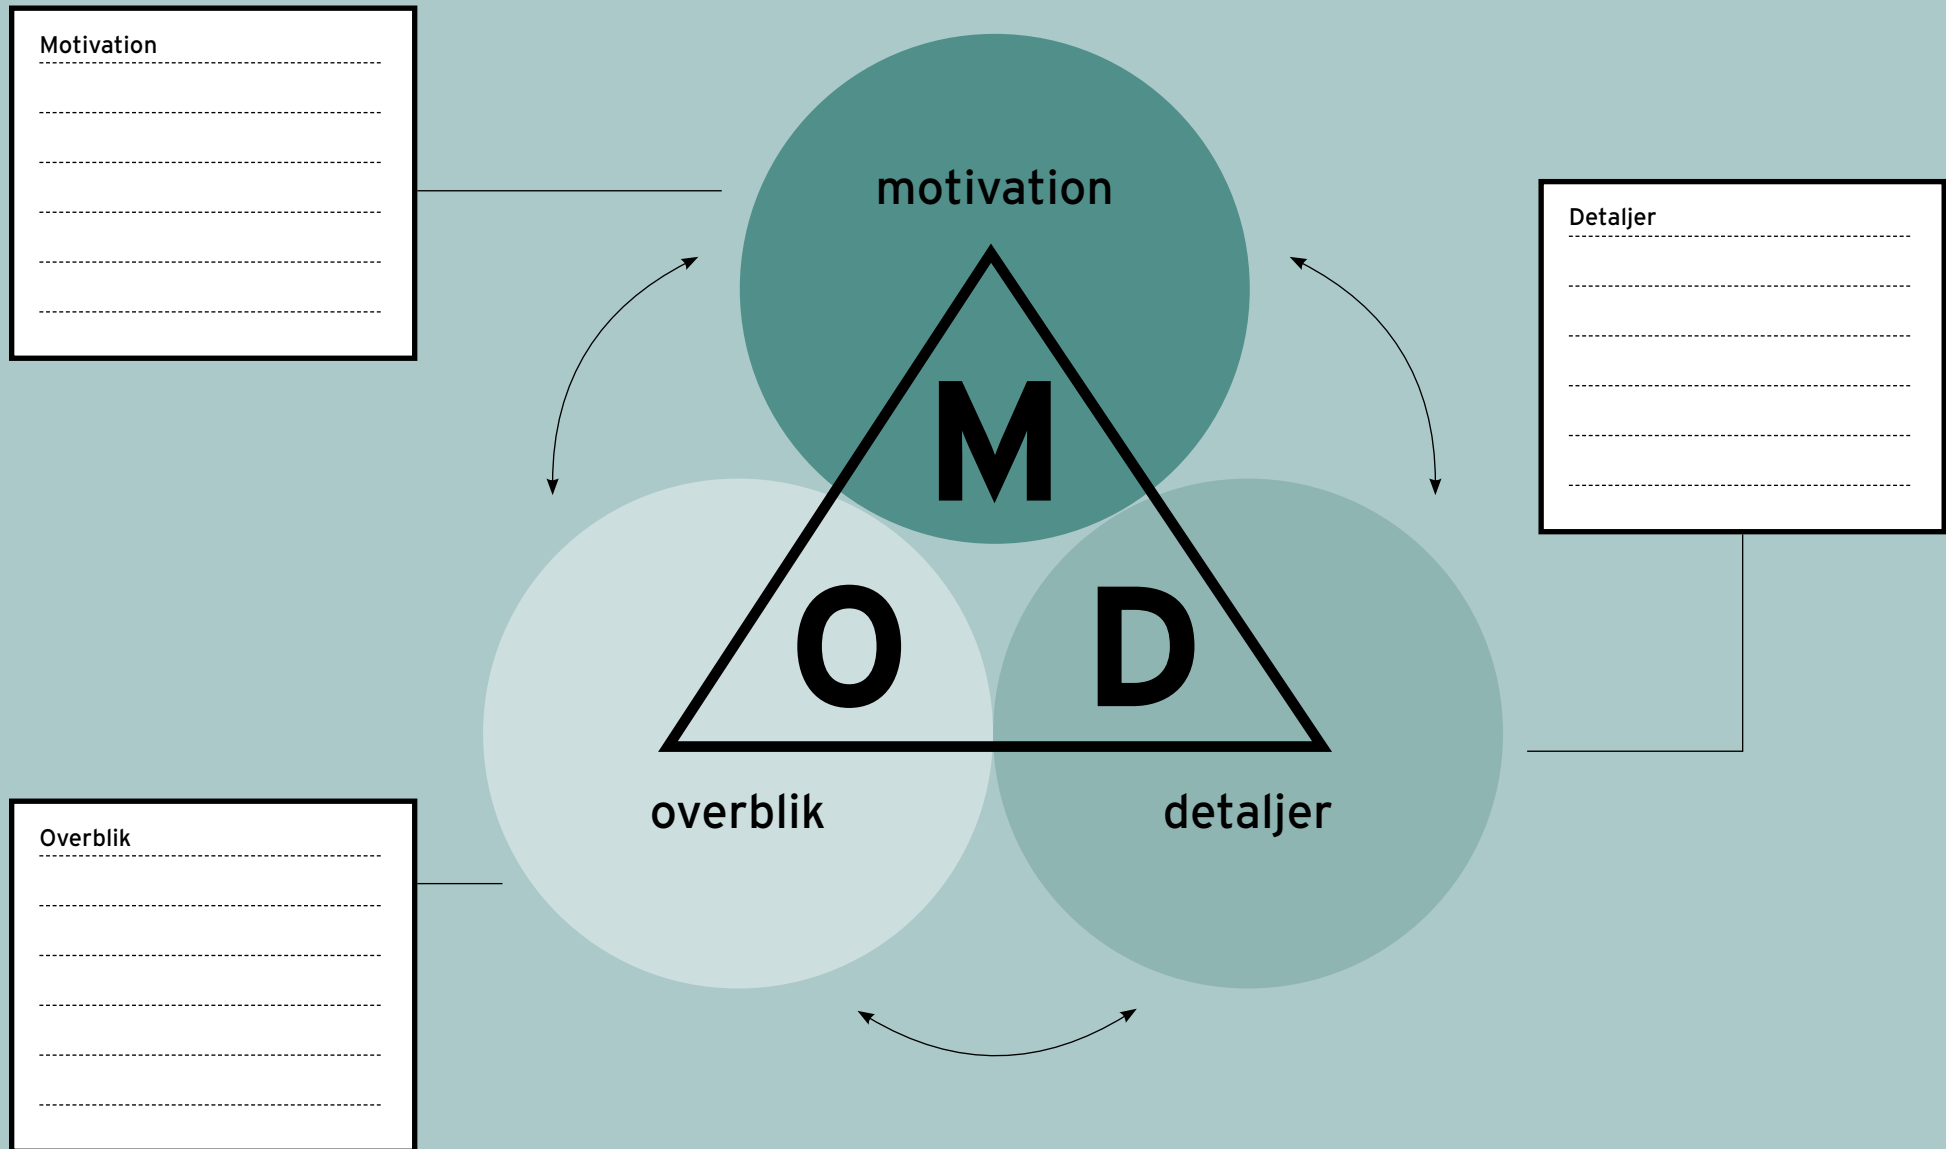 Motivation
motivation
Detaljer
M
O
D
overblik
detaljer
Overblik